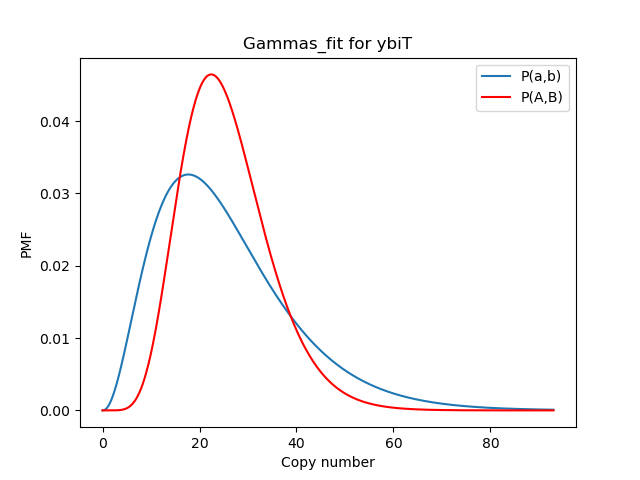 Gammas_fit for ybiT
P(a,b)
P(A,B)
PMF
0.04
0.03
0.02
0.01
0.00
0 20 40 60 80
Copy number